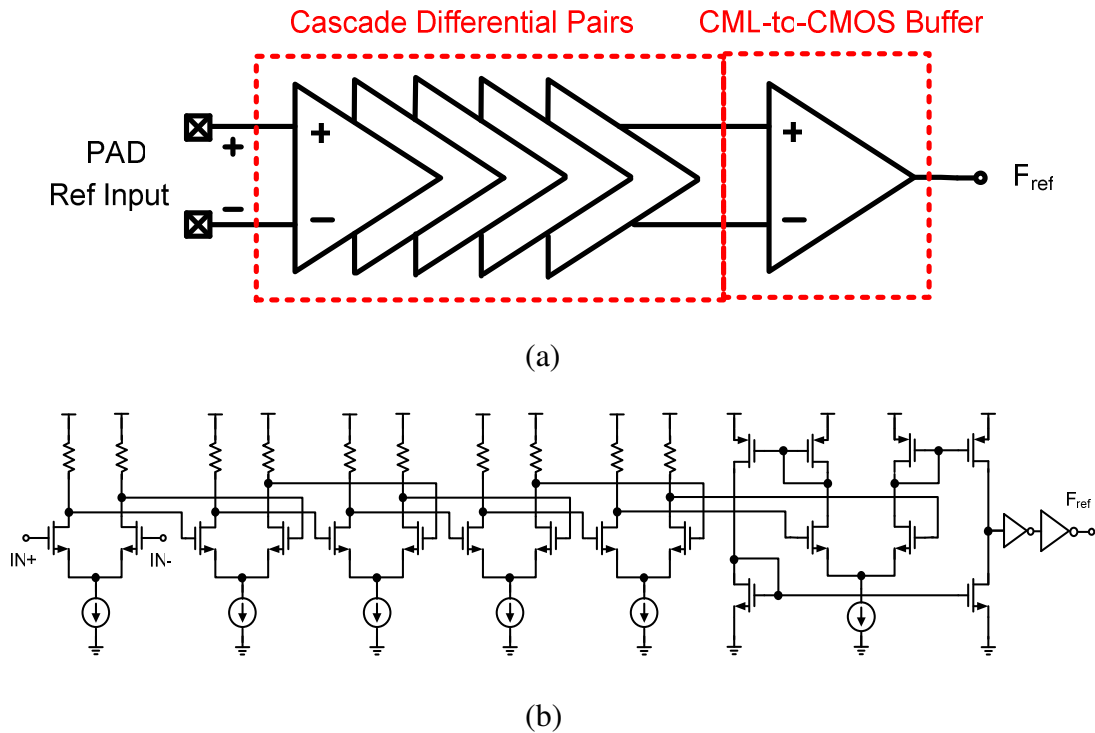 Cascade Differential Pairs
CML-to-CMOS Buffer
PAD
Ref Input
+
−
+
−
+
−
Fref
(a)
IN+
IN-
Fref
(b)